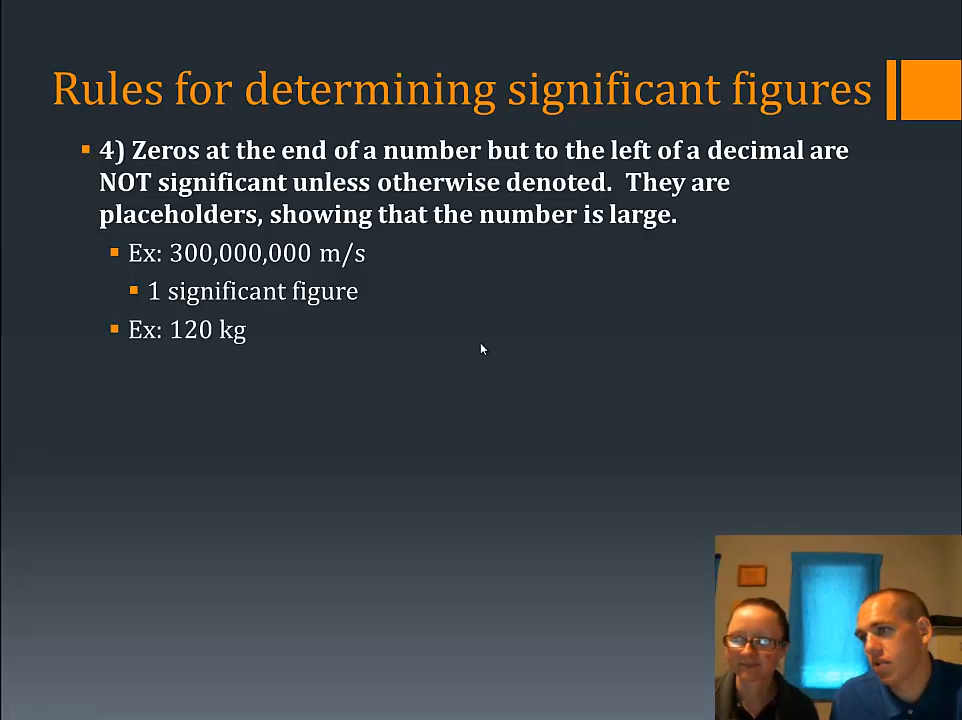 Rules for determining significant figures
4) Zeros at the end of a number but to the left of a decimal are
NOT significant unless otherwise denoted.  They are
placeholders, showing that the number is large.
Ex: 300,000,000 m/s
1 significant figure
Ex: 120 kg